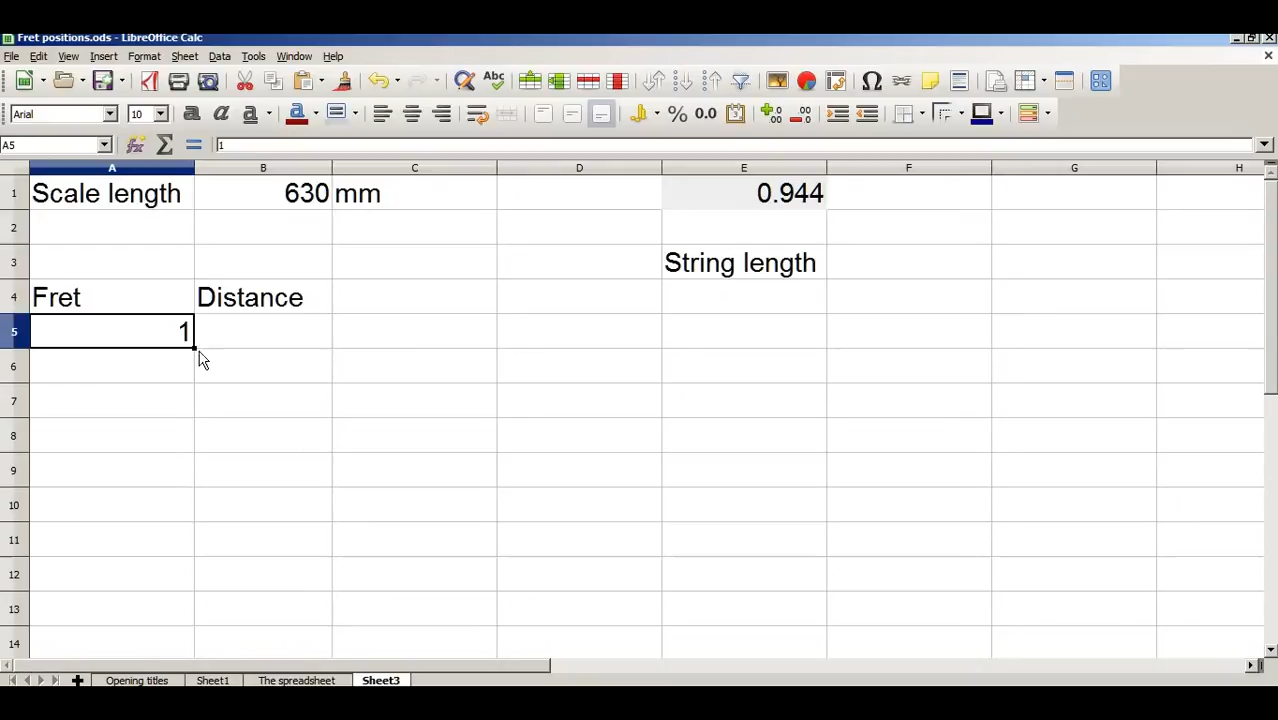 Fret positions.ods - LibreOffice Calc
File Edit View Insert Format Sheet Data Tools Window Help
Arial 10
A5 1
A B C D E F G H
1 Scale length 630 mm 0.944
2
3 String length
4 Fret Distance
5 1
6
7
8
9
10
11
12
13
14
Opening titles Sheet1 The spreadsheet Sheet3